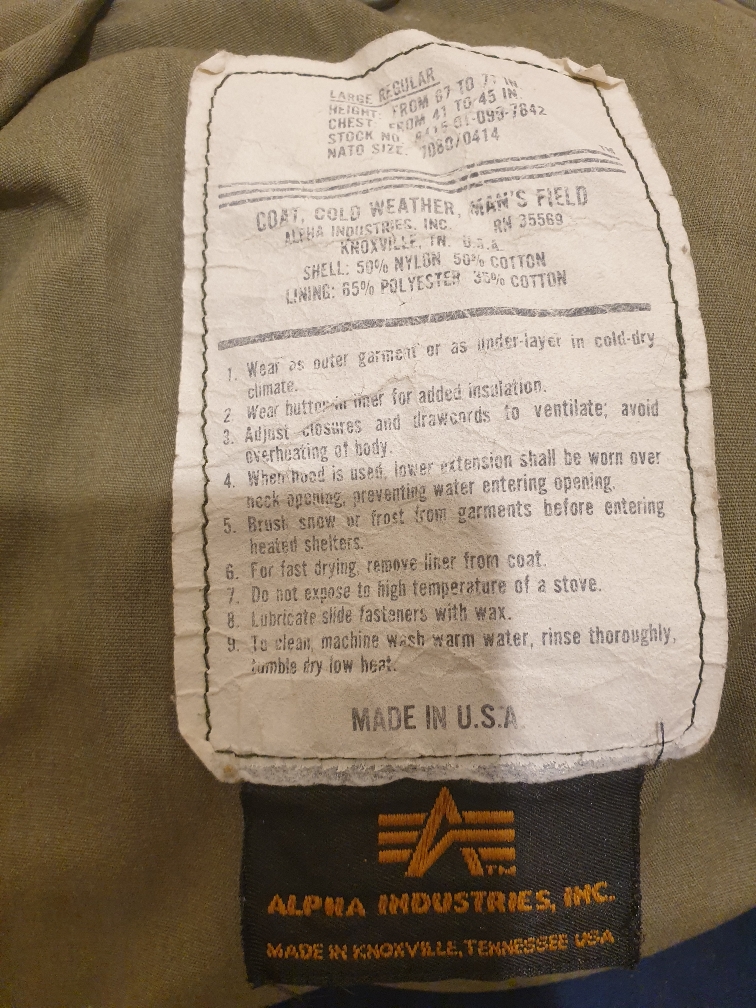 LARGE REGULAR
HEIGHT: FROM 67 TO 71 IN
CHEST: FROM 41 TO 45 IN
STOCK NO 8415-01-099-7842
NATO SIZE: 7080/0414
TM
COAT, COLD WEATHER, MAN'S FIELD
ALPHA INDUSTRIES, INC. RN 35569
KNOXVILLE, TN. U.S.A.
SHELL: 50% NYLON 50% COTTON
LINING: 65% POLYESTER 35% COTTON
1. Wear as outer garment or as under-layer in cold-dry
climate.
2. Wear button-in liner for added insulation.
3. Adjust closures and drawcords to ventilate; avoid
overheating of body.
4. When hood is used, lower extension shall be worn over
neck opening, preventing water entering opening.
5. Brush snow or frost from garments before entering
heated shelters.
6. For fast drying, remove liner from coat.
7. Do not expose to high temperature of a stove.
8. Lubricate slide fasteners with wax.
9. To clean, machine wash warm water, rinse thoroughly,
tumble dry low heat.
MADE IN U.S.A
TM
ALPHA INDUSTRIES, INC.
MADE IN KNOXVILLE, TENNESSEE USA